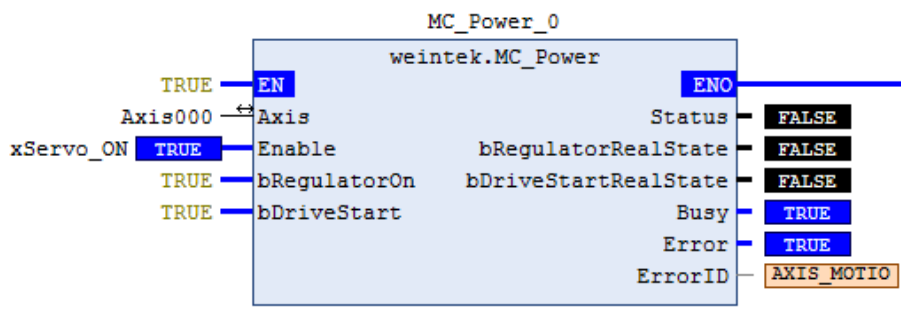 MC_Power_0
weintek.MC_Power
TRUE EN ENO
Axis000 Axis Status FALSE
xServo_ON TRUE Enable bRegulatorRealState FALSE
TRUE bRegulatorOn bDriveStartRealState FALSE
TRUE bDriveStart Busy TRUE
Error TRUE
ErrorID AXIS_MOTIO